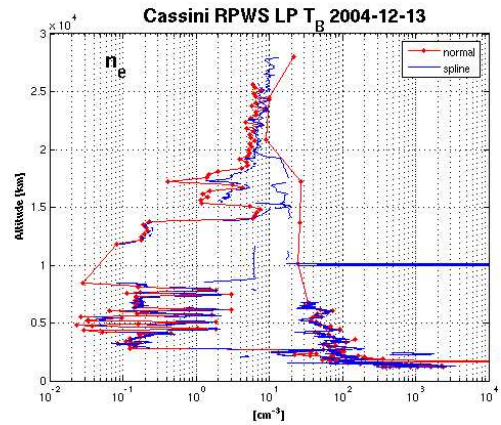 Cassini RPWS LP T_B 2004-12-13
x 10^4
n_e
normal
spline
3
2.5
2
1.5
1
0.5
0
Altitude [km]
10^-2
10^-1
10^0
10^1
10^2
10^3
10^4
[cm^-3]